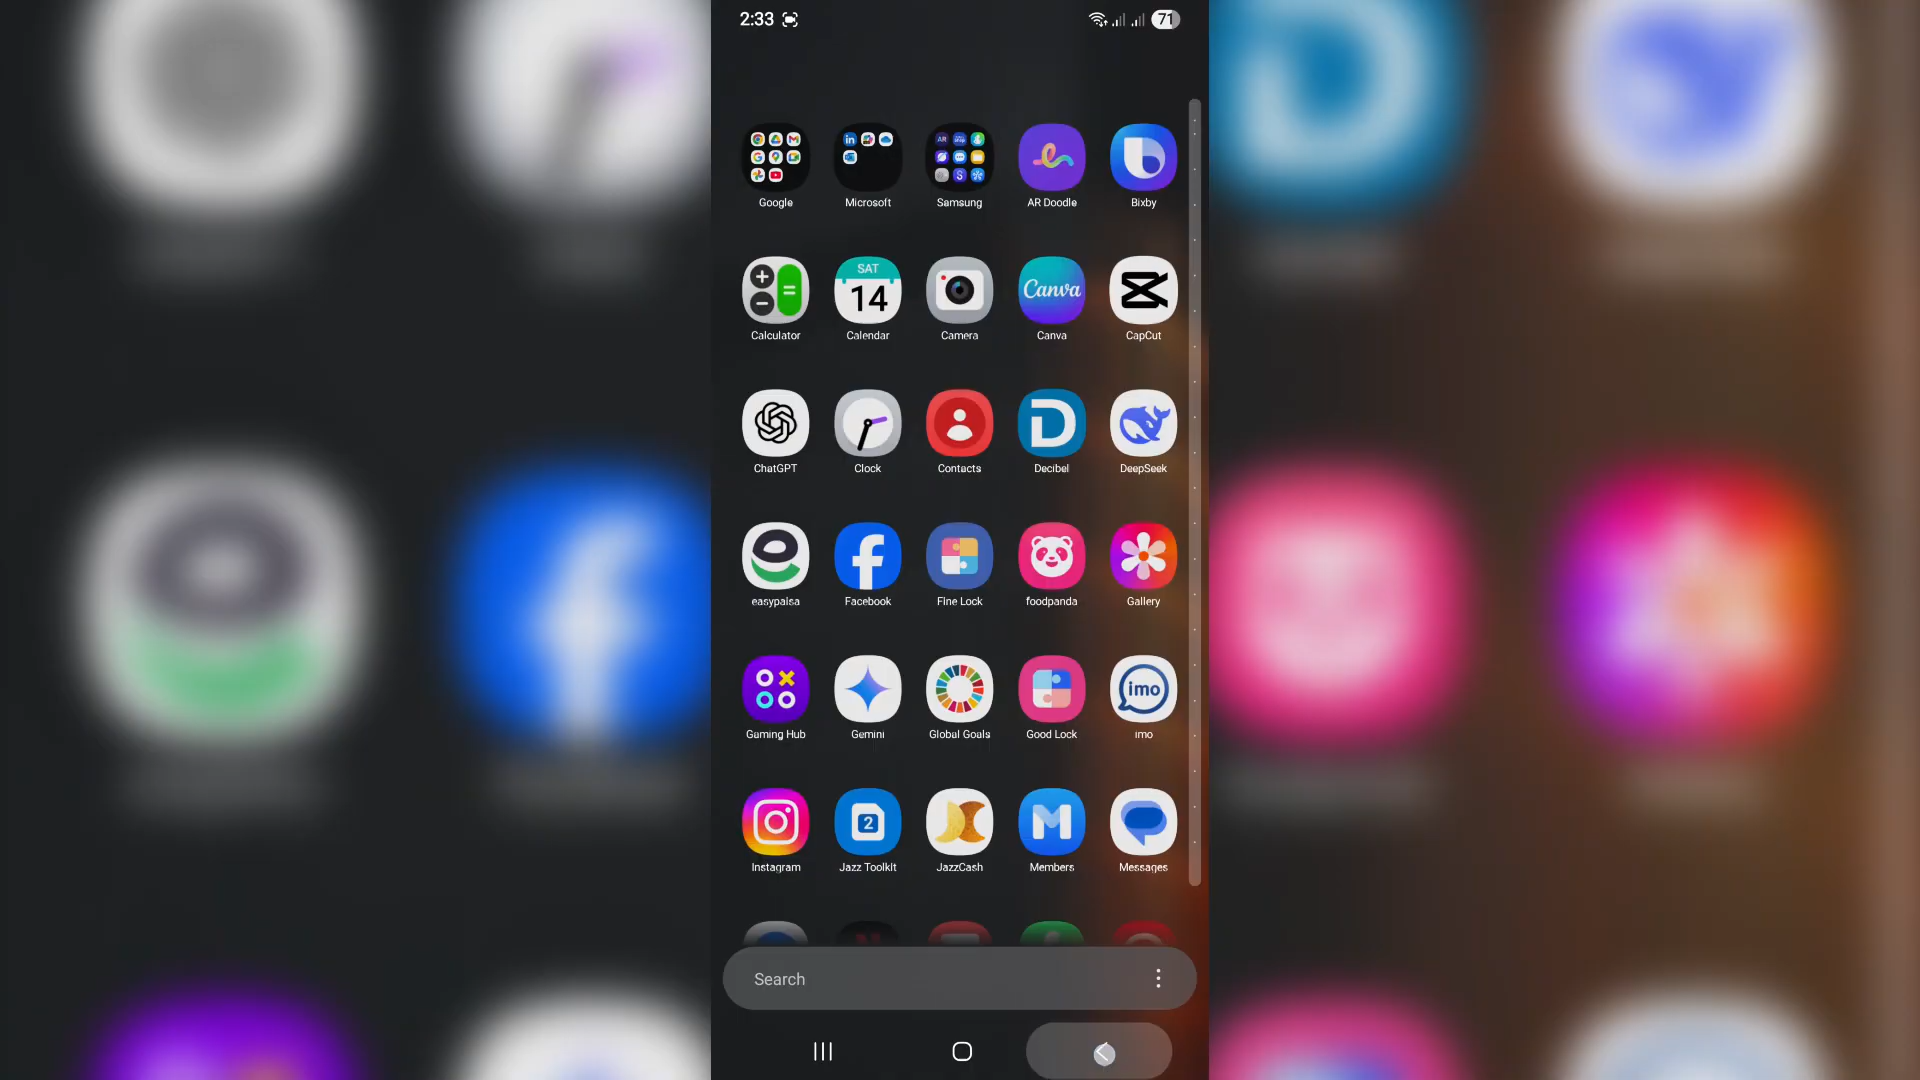 2:33 71
Google Microsoft Samsung AR Doodle Bixby
SAT
14
Canva
Calculator Calendar Camera Canva CapCut
ChatGPT Clock Contacts Decibel DeepSeek
easypaisa Facebook Fine Lock foodpanda Gallery
imo
Gaming Hub Gemini Global Goals Good Lock imo
2
Instagram Jazz Toolkit JazzCash Members Messages
Search